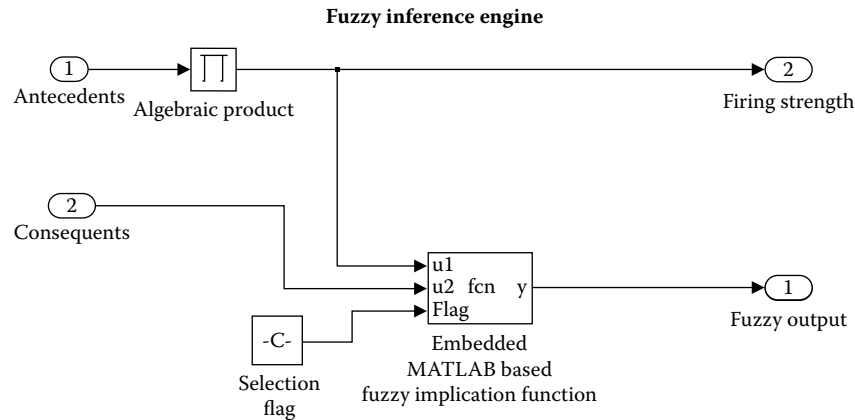 Fuzzy inference engine
1
Antecedents
Algebraic product
2
Firing strength
2
Consequents
u1
u2 fcn y
Flag
-C-
Selection
flag
Embedded
MATLAB based
fuzzy implication function
1
Fuzzy output